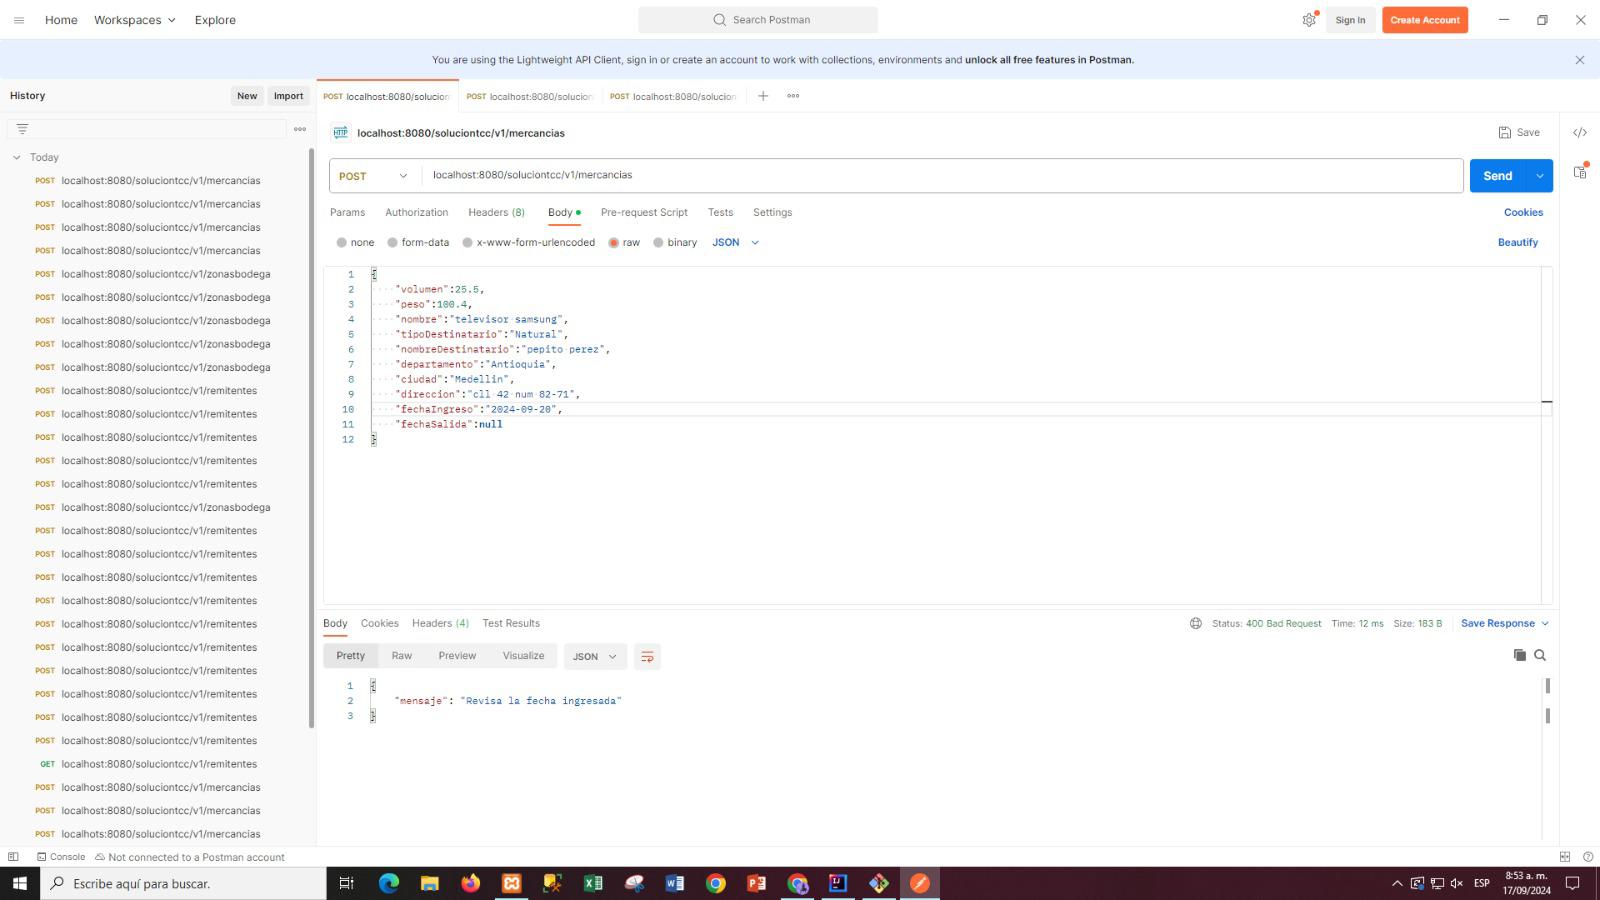 Home Workspaces Explore Search Postman Sign In Create Account
You are using the Lightweight API Client, sign in or create an account to work with collections, environments and unlock all free features in Postman.
History New Import
POST localhost:8080/solucion POST localhost:8080/solucion POST localhost:8080/solucion
Today
POST localhost:8080/soluciontcc/v1/mercancias
POST localhost:8080/soluciontcc/v1/mercancias
POST localhost:8080/soluciontcc/v1/mercancias
POST localhost:8080/soluciontcc/v1/mercancias
POST localhost:8080/soluciontcc/v1/zonasbodega
POST localhost:8080/soluciontcc/v1/zonasbodega
POST localhost:8080/soluciontcc/v1/zonasbodega
POST localhost:8080/soluciontcc/v1/zonasbodega
POST localhost:8080/soluciontcc/v1/zonasbodega
POST localhost:8080/soluciontcc/v1/remitentes
POST localhost:8080/soluciontcc/v1/remitentes
POST localhost:8080/soluciontcc/v1/remitentes
POST localhost:8080/soluciontcc/v1/remitentes
POST localhost:8080/soluciontcc/v1/remitentes
POST localhost:8080/soluciontcc/v1/zonasbodega
POST localhost:8080/soluciontcc/v1/remitentes
POST localhost:8080/soluciontcc/v1/remitentes
POST localhost:8080/soluciontcc/v1/remitentes
POST localhost:8080/soluciontcc/v1/remitentes
POST localhost:8080/soluciontcc/v1/remitentes
POST localhost:8080/soluciontcc/v1/remitentes
POST localhost:8080/soluciontcc/v1/remitentes
POST localhost:8080/soluciontcc/v1/remitentes
POST localhost:8080/soluciontcc/v1/remitentes
POST localhost:8080/soluciontcc/v1/remitentes
GET localhost:8080/soluciontcc/v1/remitentes
POST localhost:8080/soluciontcc/v1/mercancias
POST localhost:8080/soluciontcc/v1/mercancias
POST localhots:8080/soluciontcc/v1/mercancias
HTTP localhost:8080/soluciontcc/v1/mercancias Save
POST localhost:8080/soluciontcc/v1/mercancias Send
Params Authorization Headers (8) Body Pre-request Script Tests Settings Cookies
none form-data x-www-form-urlencoded raw binary JSON Beautify
1 {
2 "volumen":25.5,
3 "peso":100.4,
4 "nombre":"televisor samsung",
5 "tipoDestinatario":"Natural",
6 "nombreDestinatario":"pepito perez",
7 "departamento":"Antioquia",
8 "ciudad":"Medellin",
9 "direccion":"cll 42 num 82-71",
10 "fechaIngreso":"2024-09-20",
11 "fechaSalida":null
12 }
Body Cookies Headers (4) Test Results Status: 400 Bad Request Time: 12 ms Size: 183 B Save Response
Pretty Raw Preview Visualize JSON
1 {
2 "mensaje": "Revisa la fecha ingresada"
3 }
Console Not connected to a Postman account
Escribe aquí para buscar. ESP 8:53 a. m.
17/09/2024